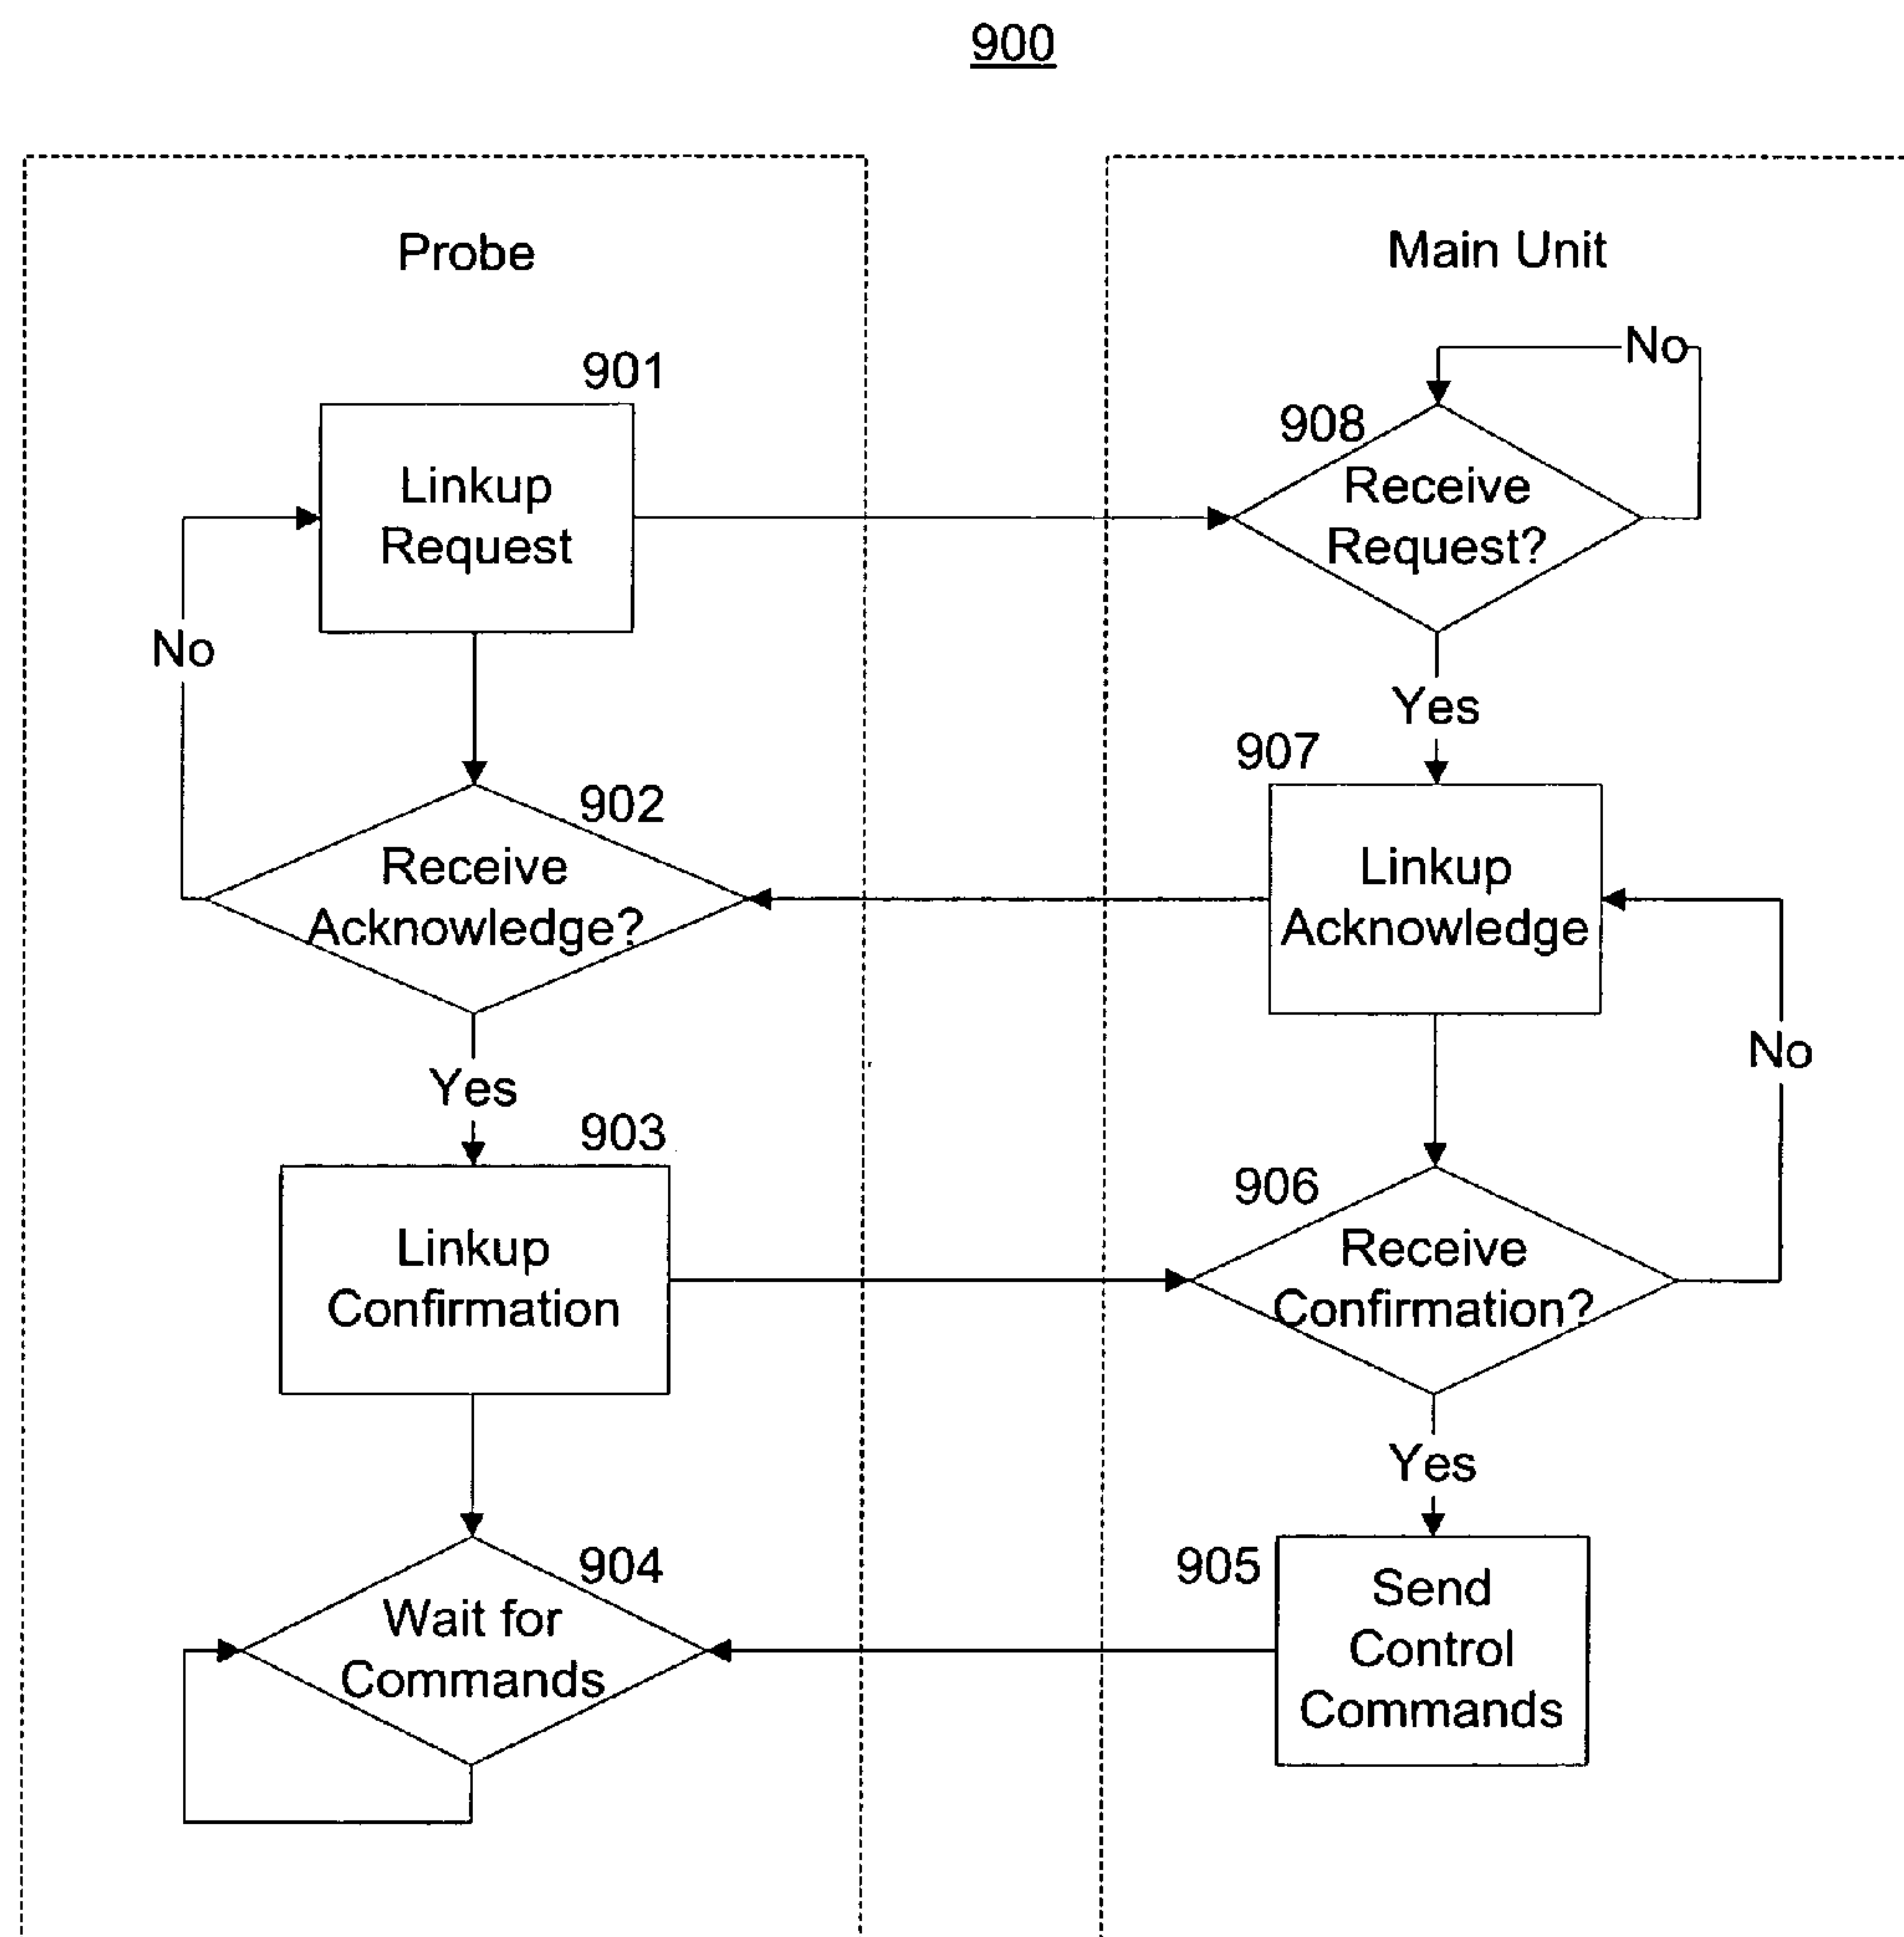 900
Probe
901
Linkup
Request
No
902
Receive
Acknowledge?
Yes
903
Linkup
Confirmation
904
Wait for
Commands
Main Unit
No
908
Receive
Request?
Yes
907
Linkup
Acknowledge
No
906
Receive
Confirmation?
Yes
905
Send
Control
Commands